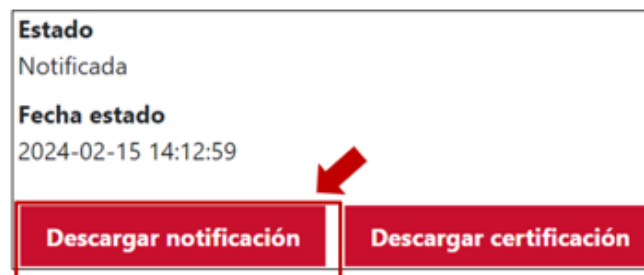 Estado
Notificada
Fecha estado
2024-02-15 14:12:59
Descargar notificación
Descargar certificación